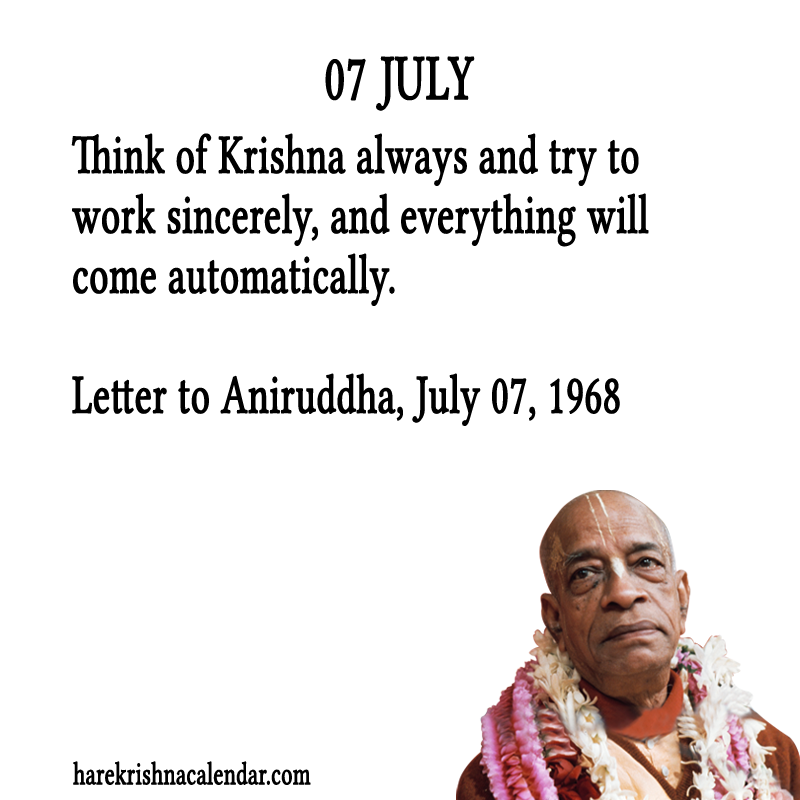 07 JULY
Think of Krishna always and try to
work sincerely, and everything will
come automatically.
Letter to Aniruddha, July 07, 1968
harekrishnacalendar.com